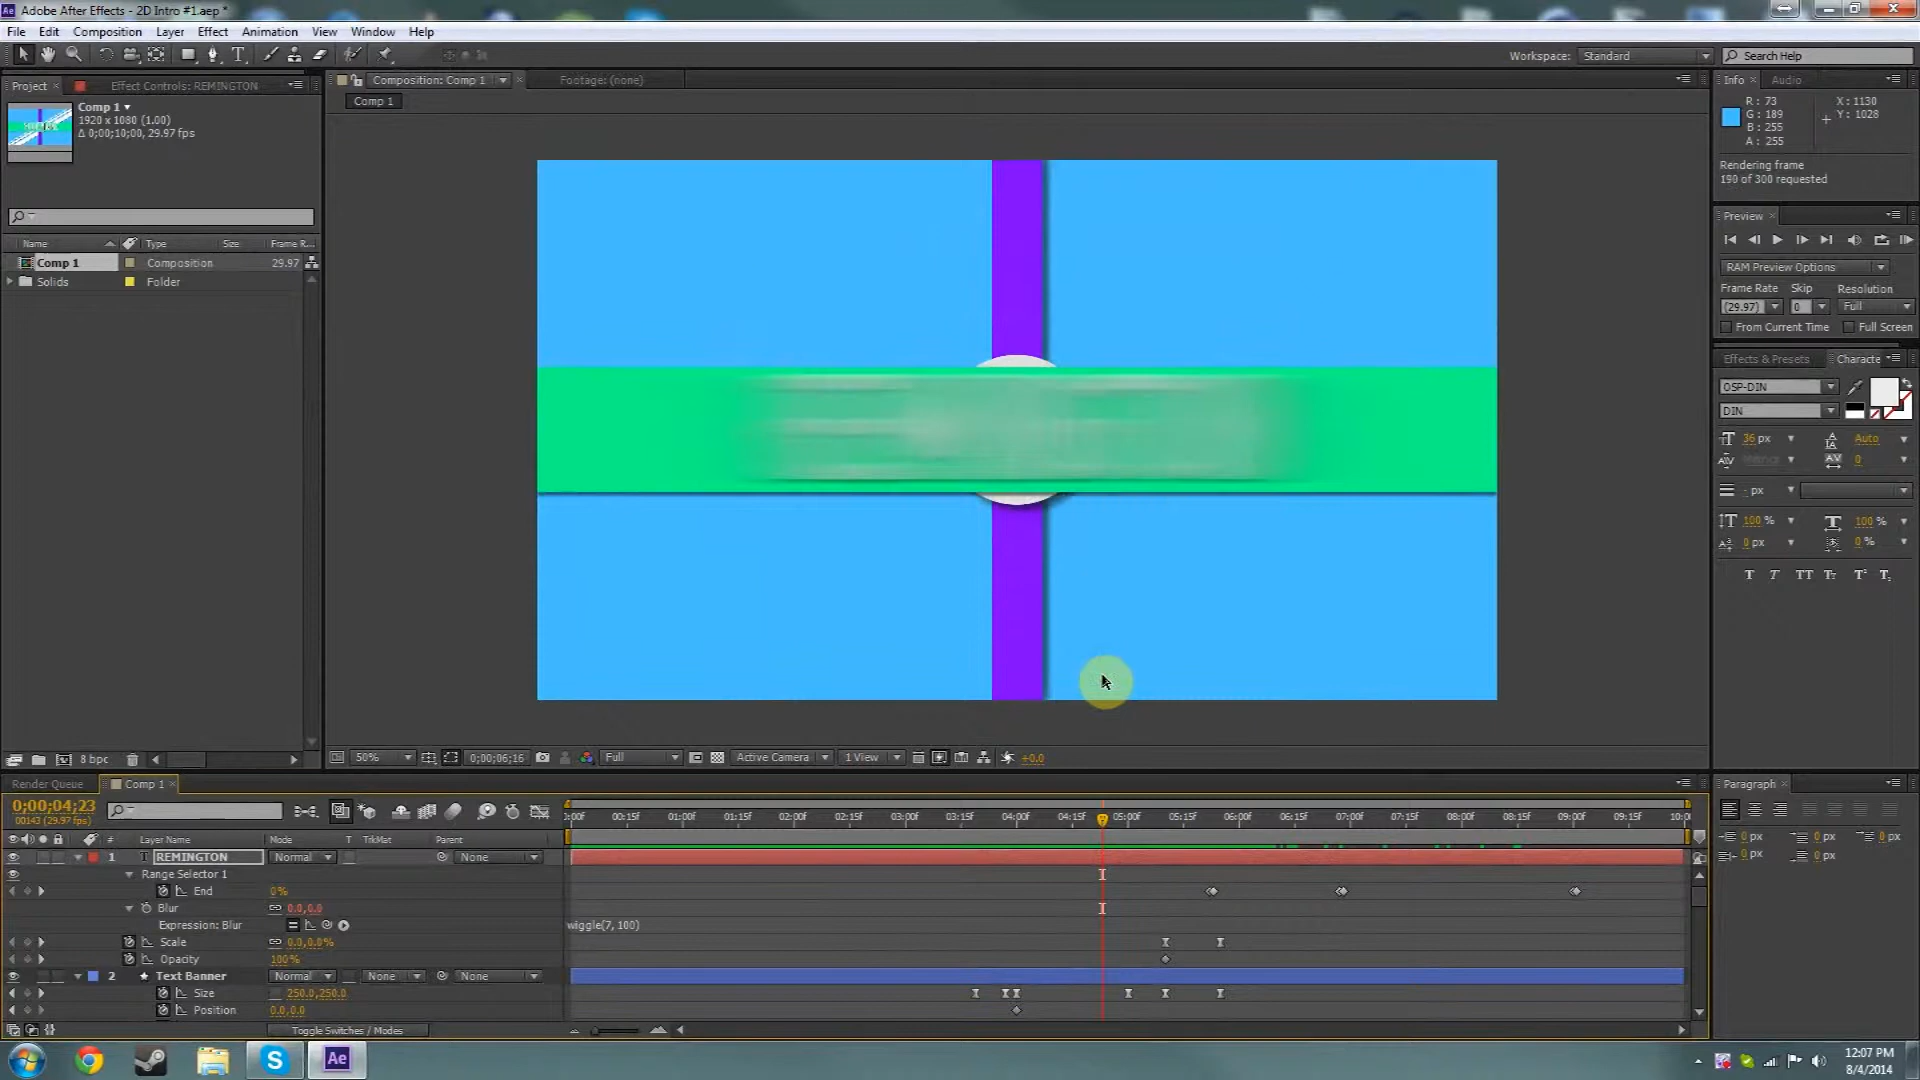 Adobe After Effects - 2D Intro #1.aep *
File Edit Composition Layer Effect Animation View Window Help
Workspace: Standard Search Help
Project Effect Controls: REMINGTON Composition: Comp 1 Footage: (none) Info Audio
Comp 1
Comp 1
1920 x 1080 (1.00)
Δ 0;00;10;00, 29.97 fps
R: 73 X: 1130
G: 189 Y: 1028
B: 255
A: 255
Rendering frame
190 of 300 requested
Preview
RAM Preview Options
Frame Rate Skip Resolution
(29.97) 0 Full
From Current Time Full Screen
Name Type Size Frame R...
Comp 1 Composition 29.97
Solids Folder
Effects & Presets Characte
OSP-DIN
DIN
36 px Auto
Metrics 0
- px
100 % 100 %
0 px 0 %
T T TT Tr T' T,
8 bpc 50% 0;00;06;16 Full Active Camera 1 View +0.0
Render Queue Comp 1 Paragraph
0;00;04;23
00143 (29.97 fps)
0:00f 00:15f 01:00f 01:15f 02:00f 02:15f 03:00f 03:15f 04:00f 04:15f 05:00f 05:15f 06:00f 06:15f 07:00f 07:15f 08:00f 08:15f 09:00f 09:15f 10:0
# Layer Name Mode T TrkMat Parent
1 T REMINGTON Normal None
Range Selector 1
End 0%
Blur 0.0,0.0
Expression: Blur wiggle(7, 100)
Scale 0.0,0.0%
Opacity 100%
2 Text Banner Normal None None
Size 250.0,250.0
Position 0.0,0.0
Toggle Switches / Modes
0 px 0 px 0 px
0 px 0 px
12:07 PM
8/4/2014